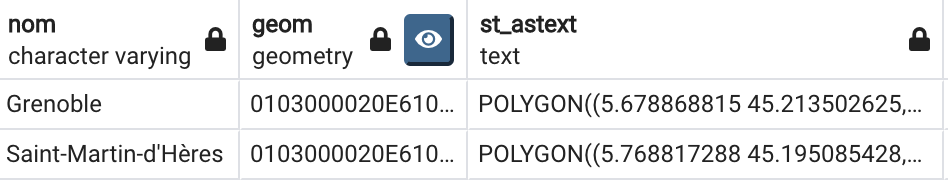 nom
character varying
geom
geometry
st_astext
text
Grenoble
0103000020E610…
POLYGON((5.678868815 45.213502625,…
Saint-Martin-d'Hères
0103000020E610…
POLYGON((5.768817288 45.195085428,…